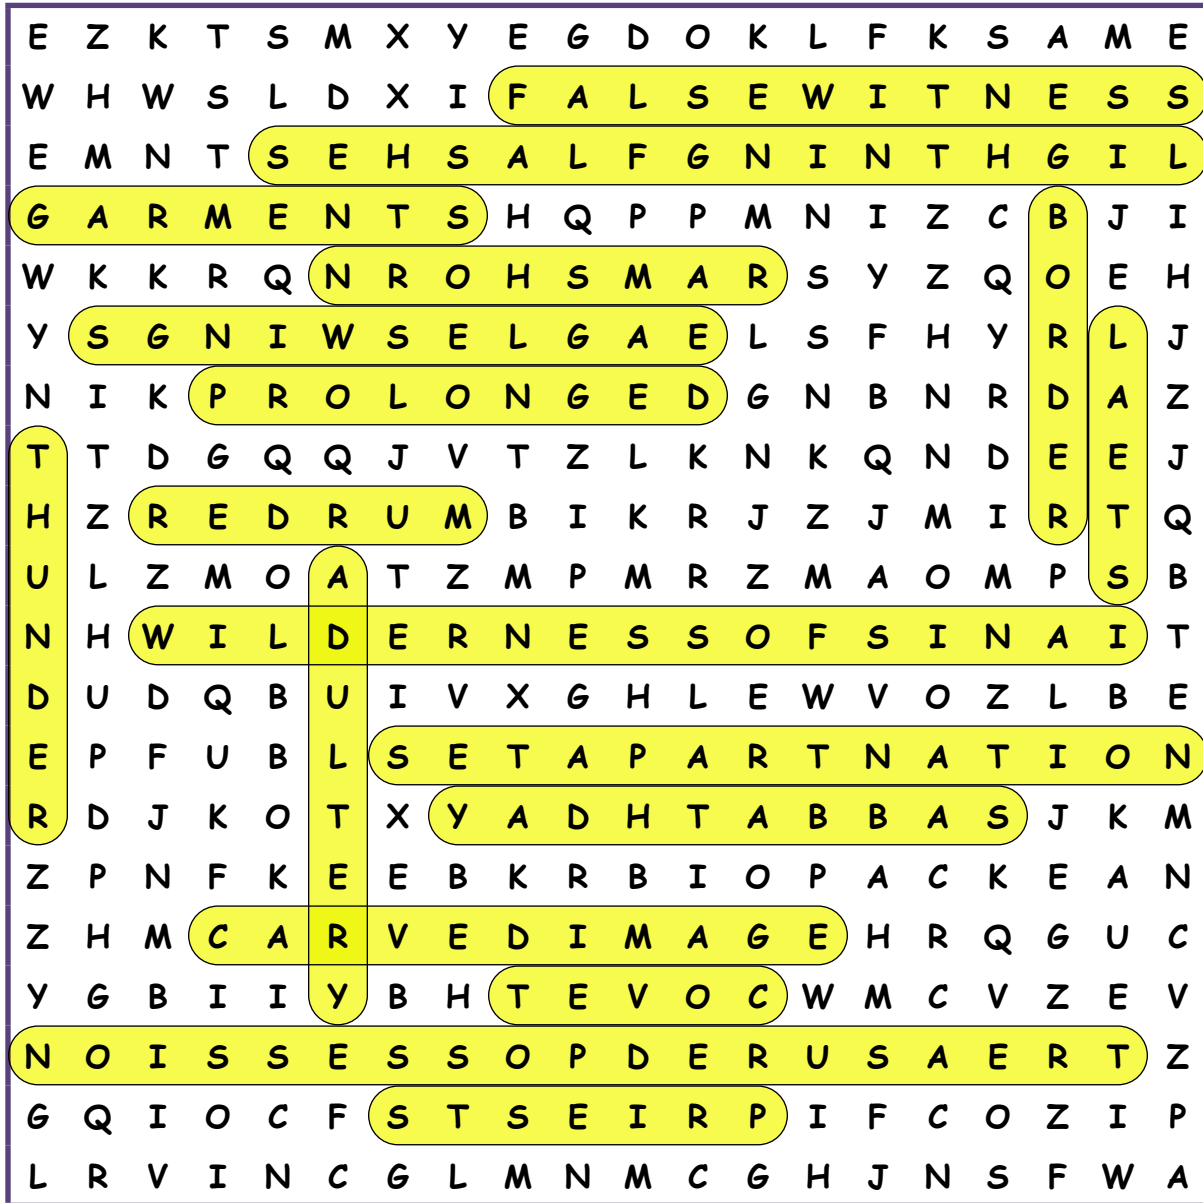 E Z K T S M X Y E G D O K L F K S A M E
W H W S L D X I F A L S E W I T N E S S
E M N T S E H S A L F G N I N T H G I L
G A R M E N T S H Q P P M N I Z C B J I
W K K R Q N R O H S M A R S Y Z Q O E H
Y S G N I W S E L G A E L S F H Y R L J
N I K P R O L O N G E D G N B N R D A Z
T T D G Q Q J V T Z L K N K Q N D E E J
H Z R E D R U M B I K R J Z J M I R T Q
U L Z M O A T Z M P M R Z M A O M P S B
N H W I L D E R N E S S O F S I N A I T
D U D Q B U I V X G H L E W V O Z L B E
E P F U B L S E T A P A R T N A T I O N
R D J K O T X Y A D H T A B B A S J K M
Z P N F K E E B K R B I O P A C K E A N
Z H M C A R V E D I M A G E H R Q G U C
Y G B I I Y B H T E V O C W M C V Z E V
N O I S S E S S O P D E R U S A E R T Z
G Q I O C F S T S E I R P I F C O Z I P
L R V I N C G L M N M C G H J N S F W A